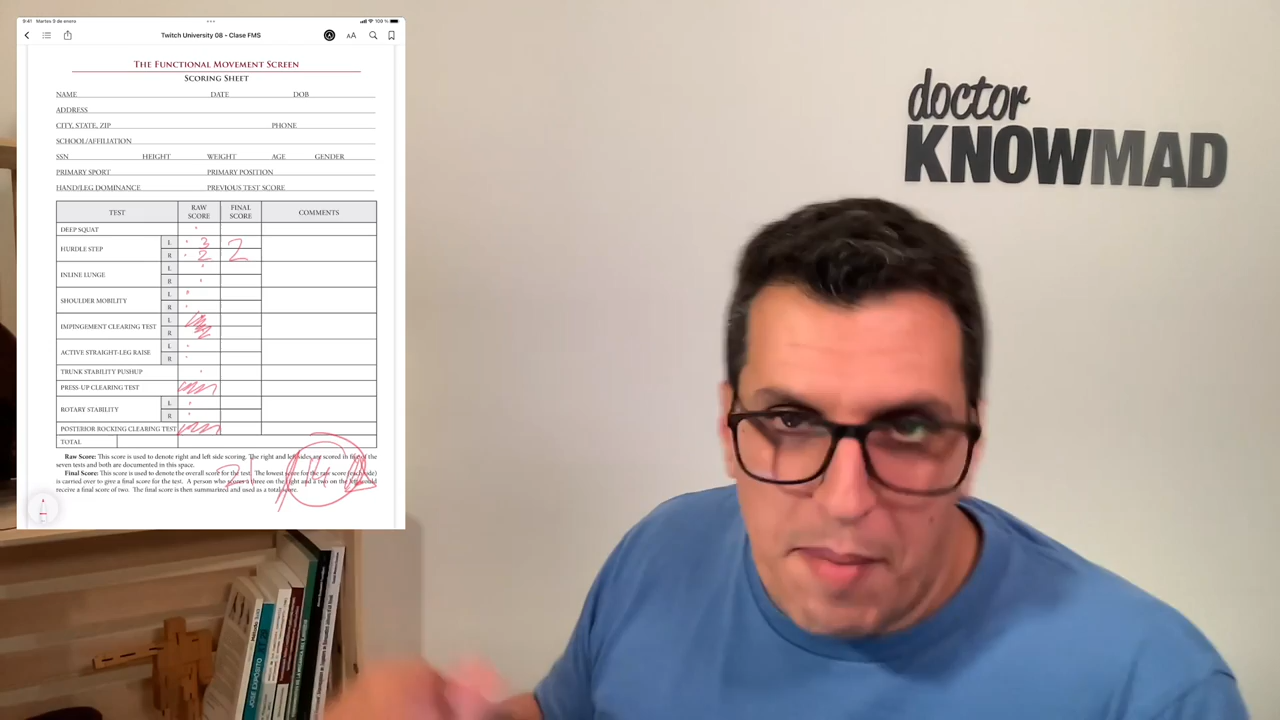 9:41 Martes 9 de enero
100 %
Twitch University 08 - Clase FMS
AA
THE FUNCTIONAL MOVEMENT SCREEN
SCORING SHEET
NAME DATE DOB
ADDRESS
CITY, STATE, ZIP PHONE
SCHOOL/AFFILIATION
SSN HEIGHT WEIGHT AGE GENDER
PRIMARY SPORT PRIMARY POSITION
HAND/LEG DOMINANCE PREVIOUS TEST SCORE
TEST RAW SCORE FINAL SCORE COMMENTS
DEEP SQUAT
HURDLE STEP L 3 2
R 2
INLINE LUNGE L
R
SHOULDER MOBILITY L
R
IMPINGEMENT CLEARING TEST L
R
ACTIVE STRAIGHT-LEG RAISE L
R
TRUNK STABILITY PUSHUP
PRESS-UP CLEARING TEST
ROTARY STABILITY L
R
POSTERIOR ROCKING CLEARING TEST
TOTAL
Raw Score: This score is used to denote right and left side scoring. The right and left sides are scored in five of the
seven tests and both are documented in this space.
Final Score: This score is used to denote the overall score for the test. The lowest score for the raw score (each side)
is carried over to give a final score for the test. A person who scores a three on the right and a two on the left would
receive a final score of two. The final score is then summarized and used as a total score.
21 14
doctor
KNOWMAD
JOSE EXPÓSITO